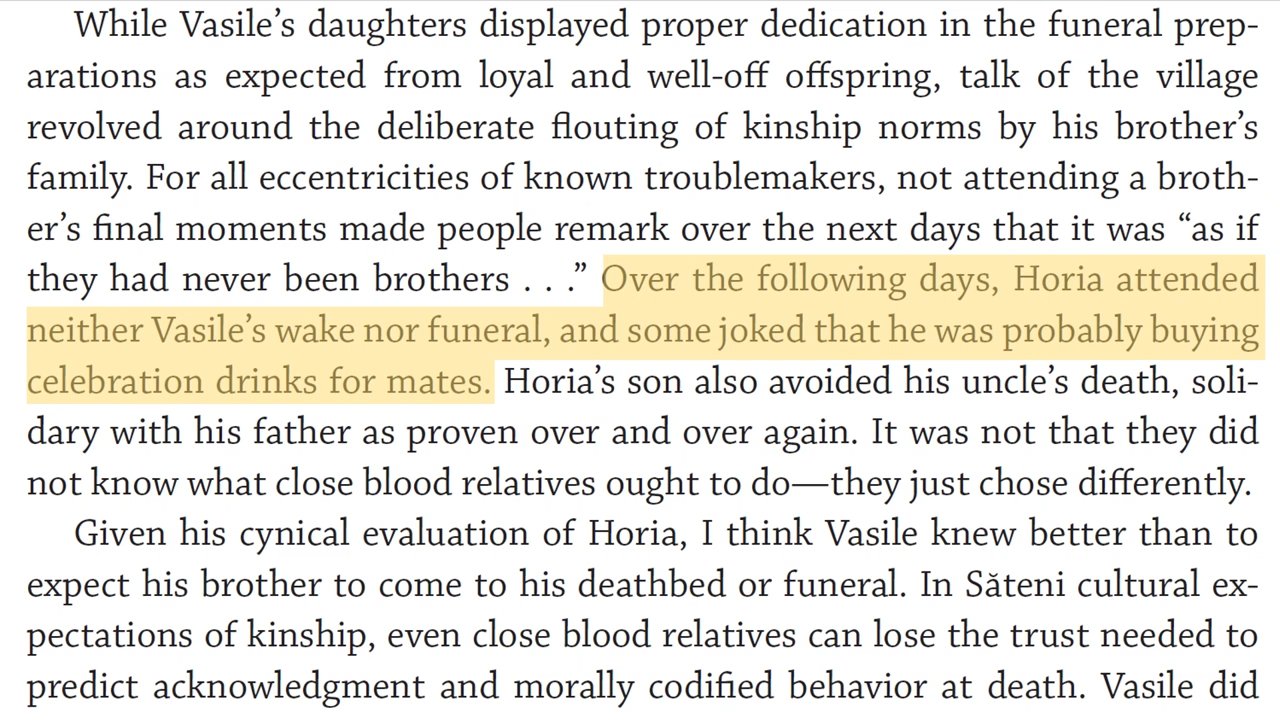 While Vasile’s daughters displayed proper dedication in the funeral prep-
arations as expected from loyal and well-off offspring, talk of the village
revolved around the deliberate flouting of kinship norms by his brother’s
family. For all eccentricities of known troublemakers, not attending a broth-
er’s final moments made people remark over the next days that it was “as if
they had never been brothers . . .” Over the following days, Horia attended
neither Vasile’s wake nor funeral, and some joked that he was probably buying
celebration drinks for mates. Horia’s son also avoided his uncle’s death, soli-
dary with his father as proven over and over again. It was not that they did
not know what close blood relatives ought to do—they just chose differently.
Given his cynical evaluation of Horia, I think Vasile knew better than to
expect his brother to come to his deathbed or funeral. In Săteni cultural ex-
pectations of kinship, even close blood relatives can lose the trust needed to
predict acknowledgment and morally codified behavior at death. Vasile did